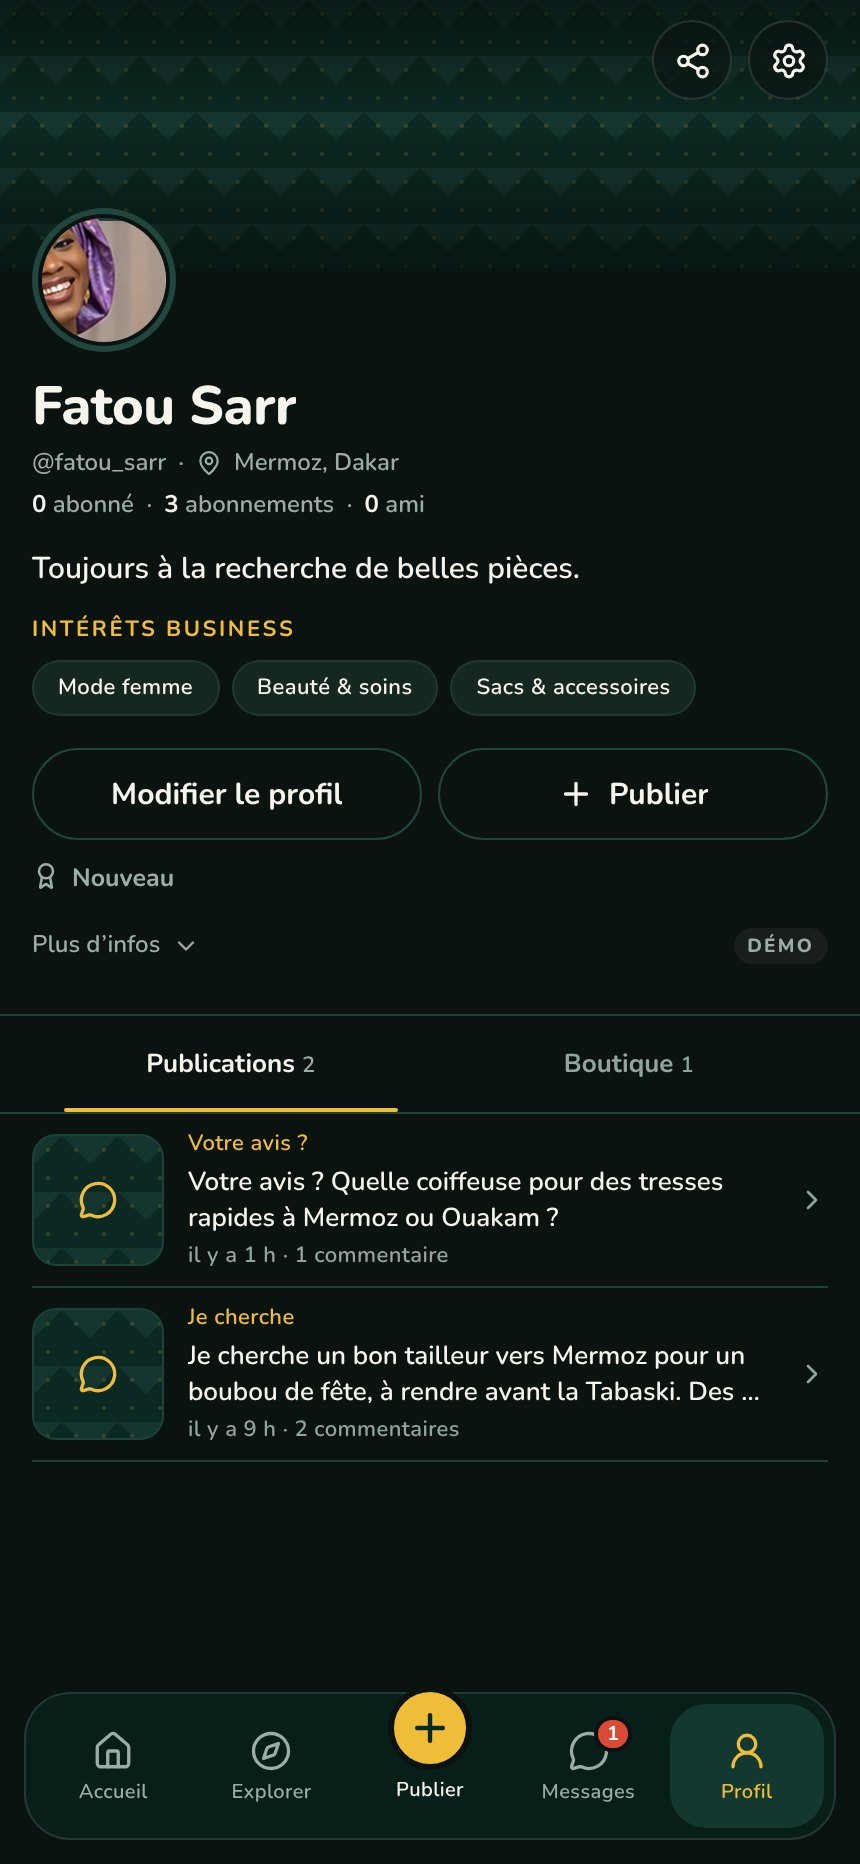 Fatou Sarr
@fatou_sarr · Mermoz, Dakar
0 abonné · 3 abonnements · 0 ami
Toujours à la recherche de belles pièces.
INTÉRÊTS BUSINESS
Mode femme Beauté & soins Sacs & accessoires
Modifier le profil + Publier
Nouveau
Plus d’infos DÉMO
Publications 2 Boutique 1
Votre avis ?
Votre avis ? Quelle coiffeuse pour des tresses
rapides à Mermoz ou Ouakam ?
il y a 1 h · 1 commentaire
Je cherche
Je cherche un bon tailleur vers Mermoz pour un
boubou de fête, à rendre avant la Tabaski. Des ...
il y a 9 h · 2 commentaires
1
Accueil Explorer Publier Messages Profil